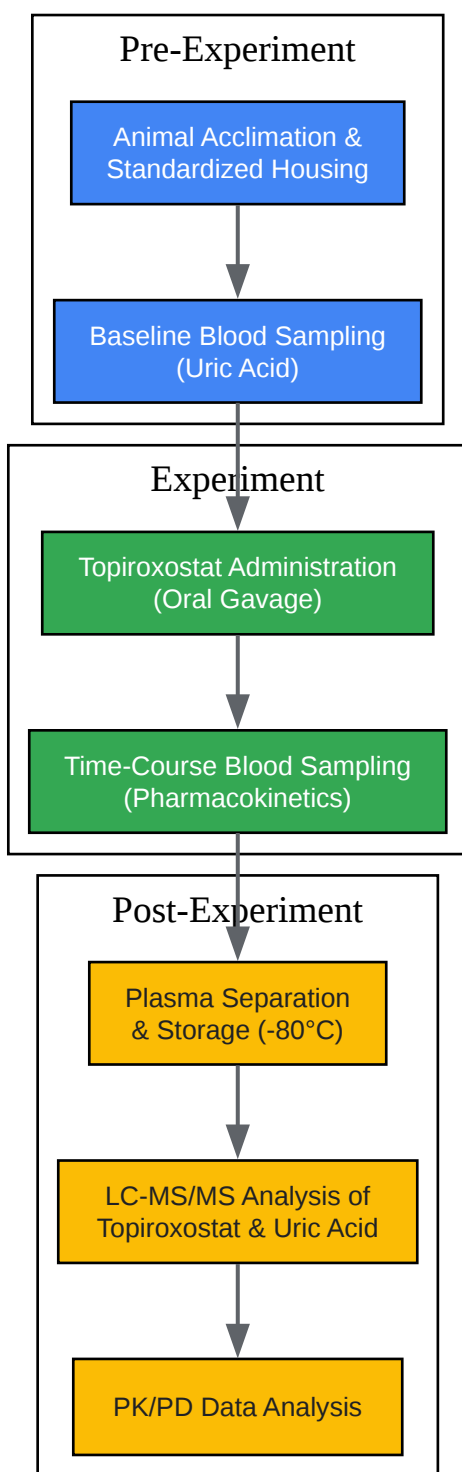 Pre-Experiment
Animal Acclimation &
Standardized Housing
Baseline Blood Sampling
(Uric Acid)
Experiment
Topiroxostat Administration
(Oral Gavage)
Time-Course Blood Sampling
(Pharmacokinetics)
Post-Experiment
Plasma Separation
& Storage (-80°C)
LC-MS/MS Analysis of
Topiroxostat & Uric Acid
PK/PD Data Analysis